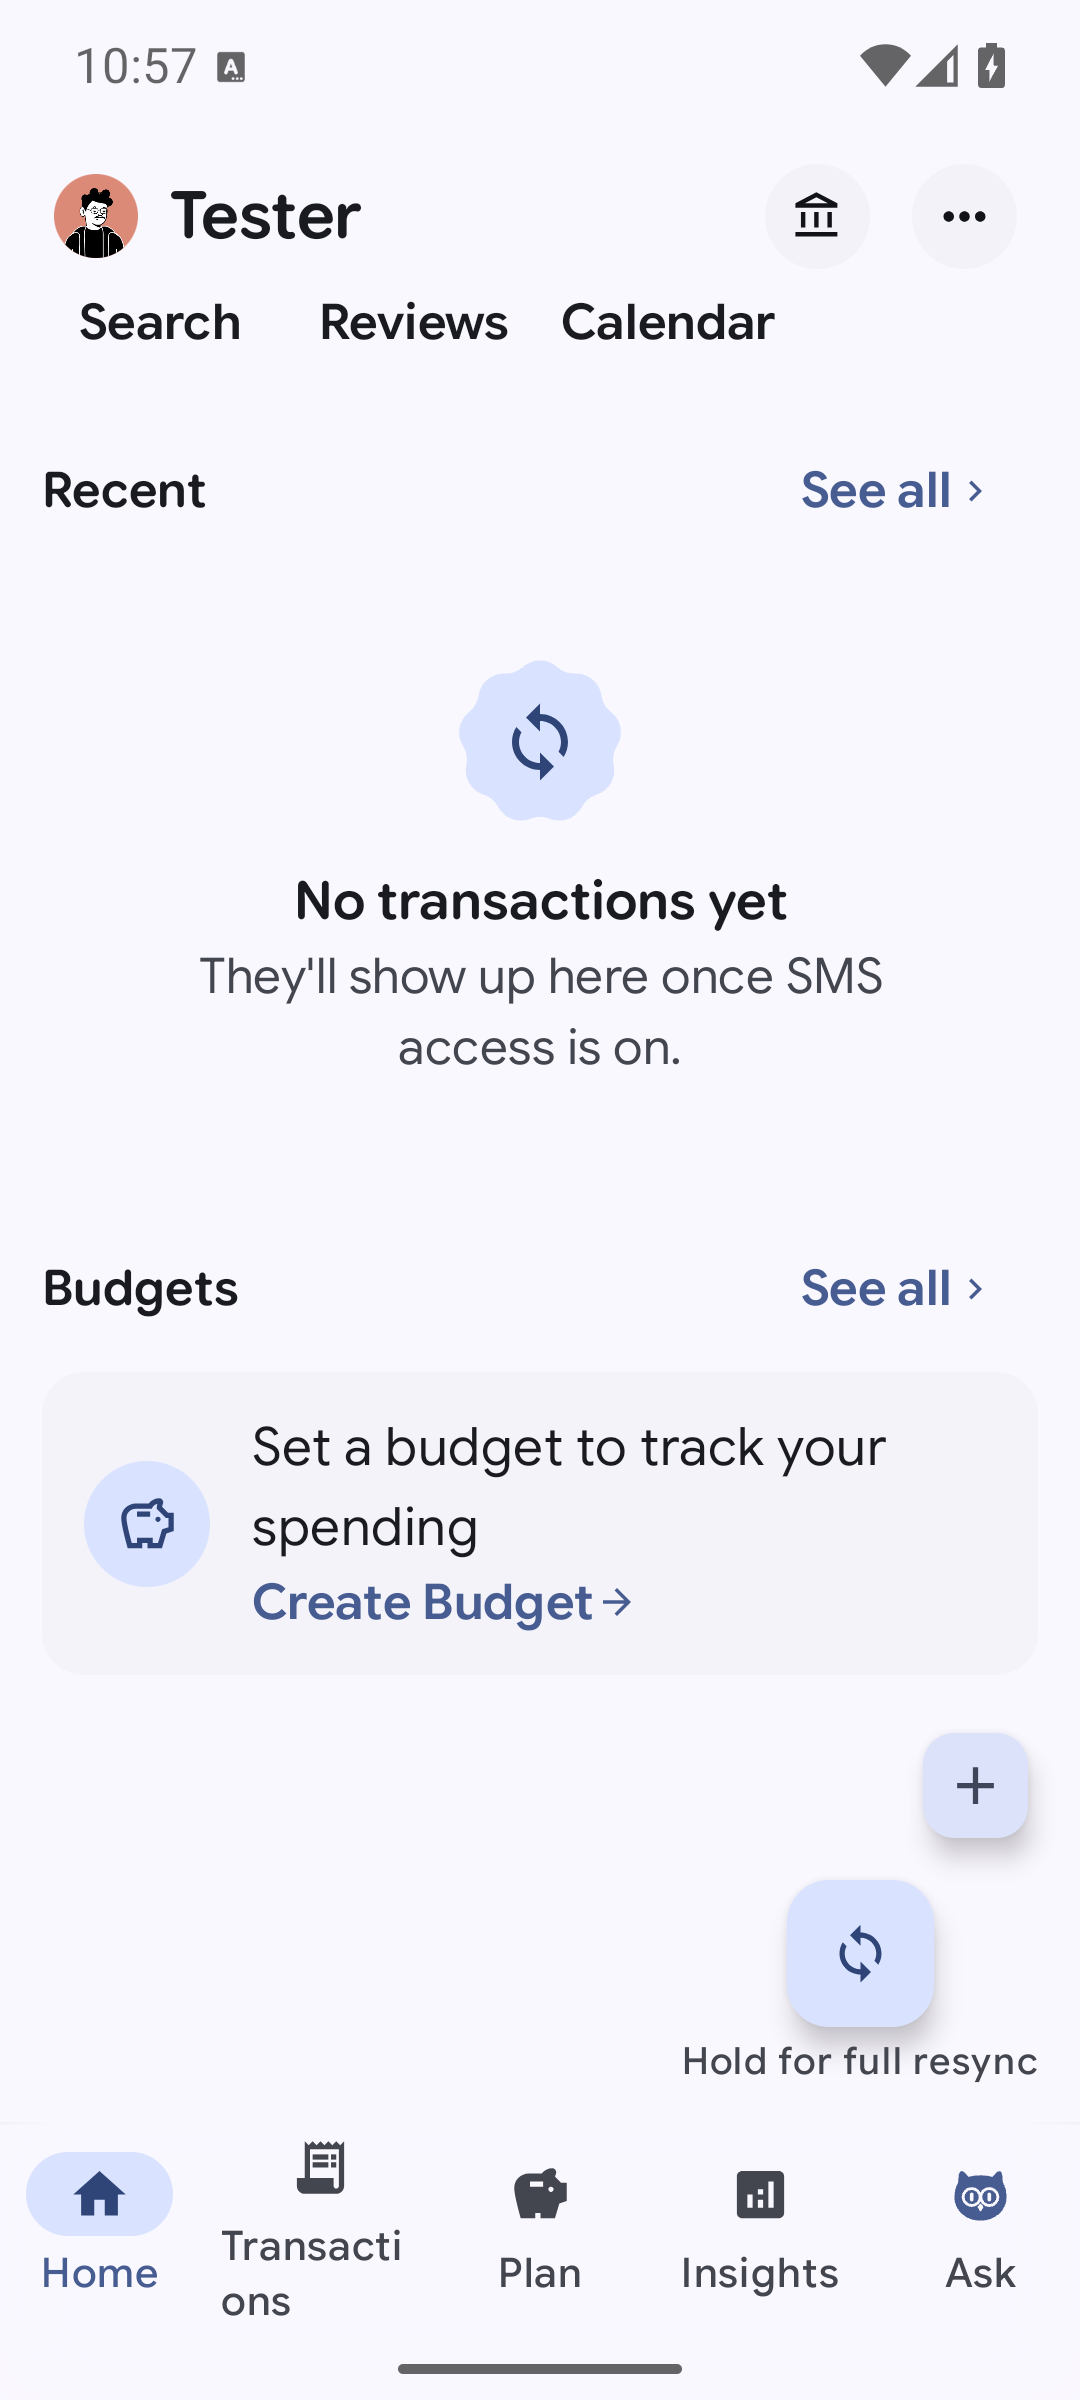 10:57
Tester
Search Reviews Calendar
Recent See all
No transactions yet
They'll show up here once SMS
access is on.
Budgets See all
Set a budget to track your
spending
Create Budget
Hold for full resync
Home
Transacti
ons
Plan
Insights
Ask